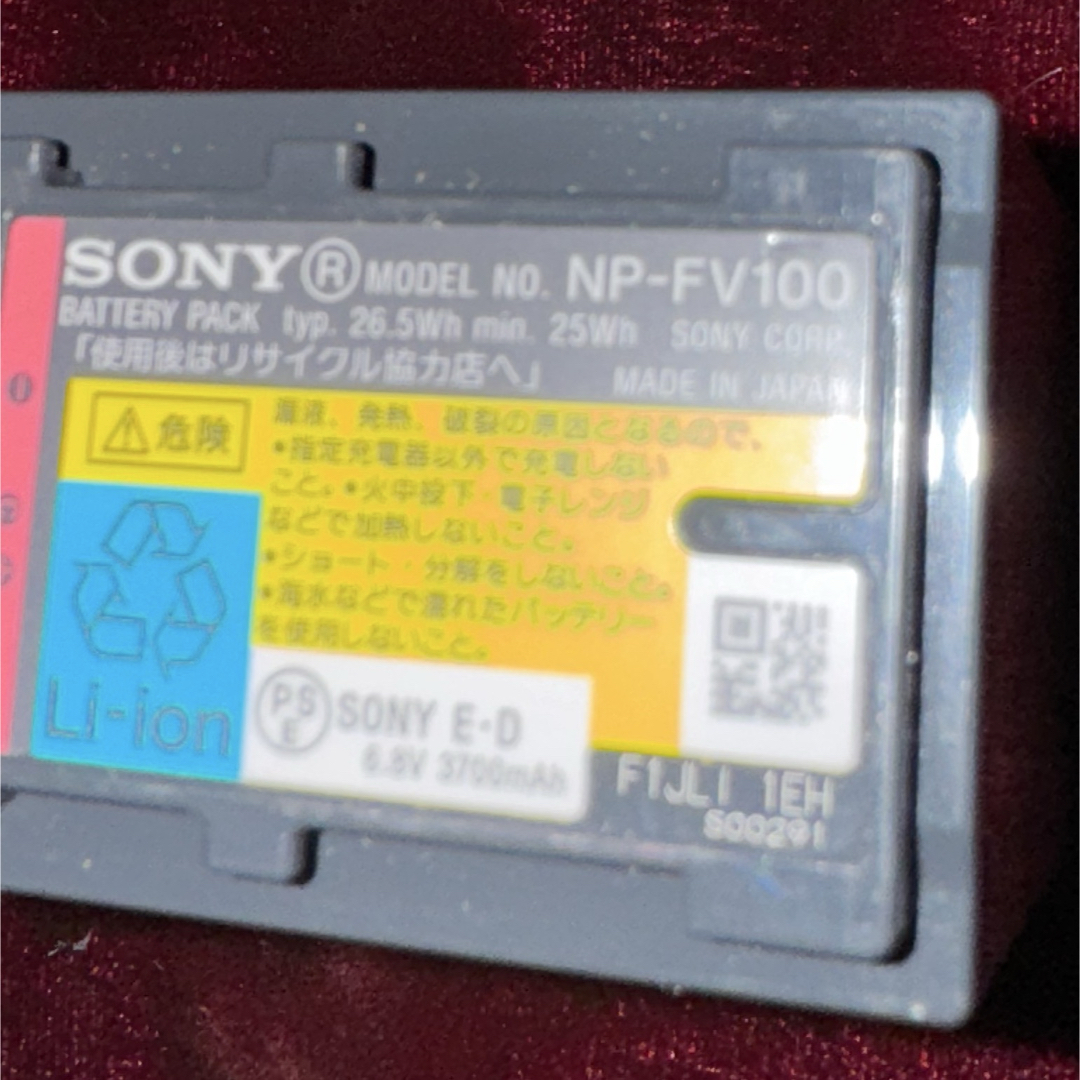 SONY® MODEL NO. NP-FV100
BATTERY PACK typ. 26.5Wh min. 25Wh SONY CORP.
「使用後はリサイクル協力店へ」 MADE IN JAPAN
危険
漏液、発熱、破裂の原因となるので、
•指定充電器以外で充電しない
こと。•火中投下・電子レンジ
などで加熱しないこと。
•ショート・分解をしないこと。
•海水などで濡れたバッテリー
を使用しないこと。
Li-ion
PS
E
SONY E-D
6.8V 3700mAh
F1JLI 1EH
S00291